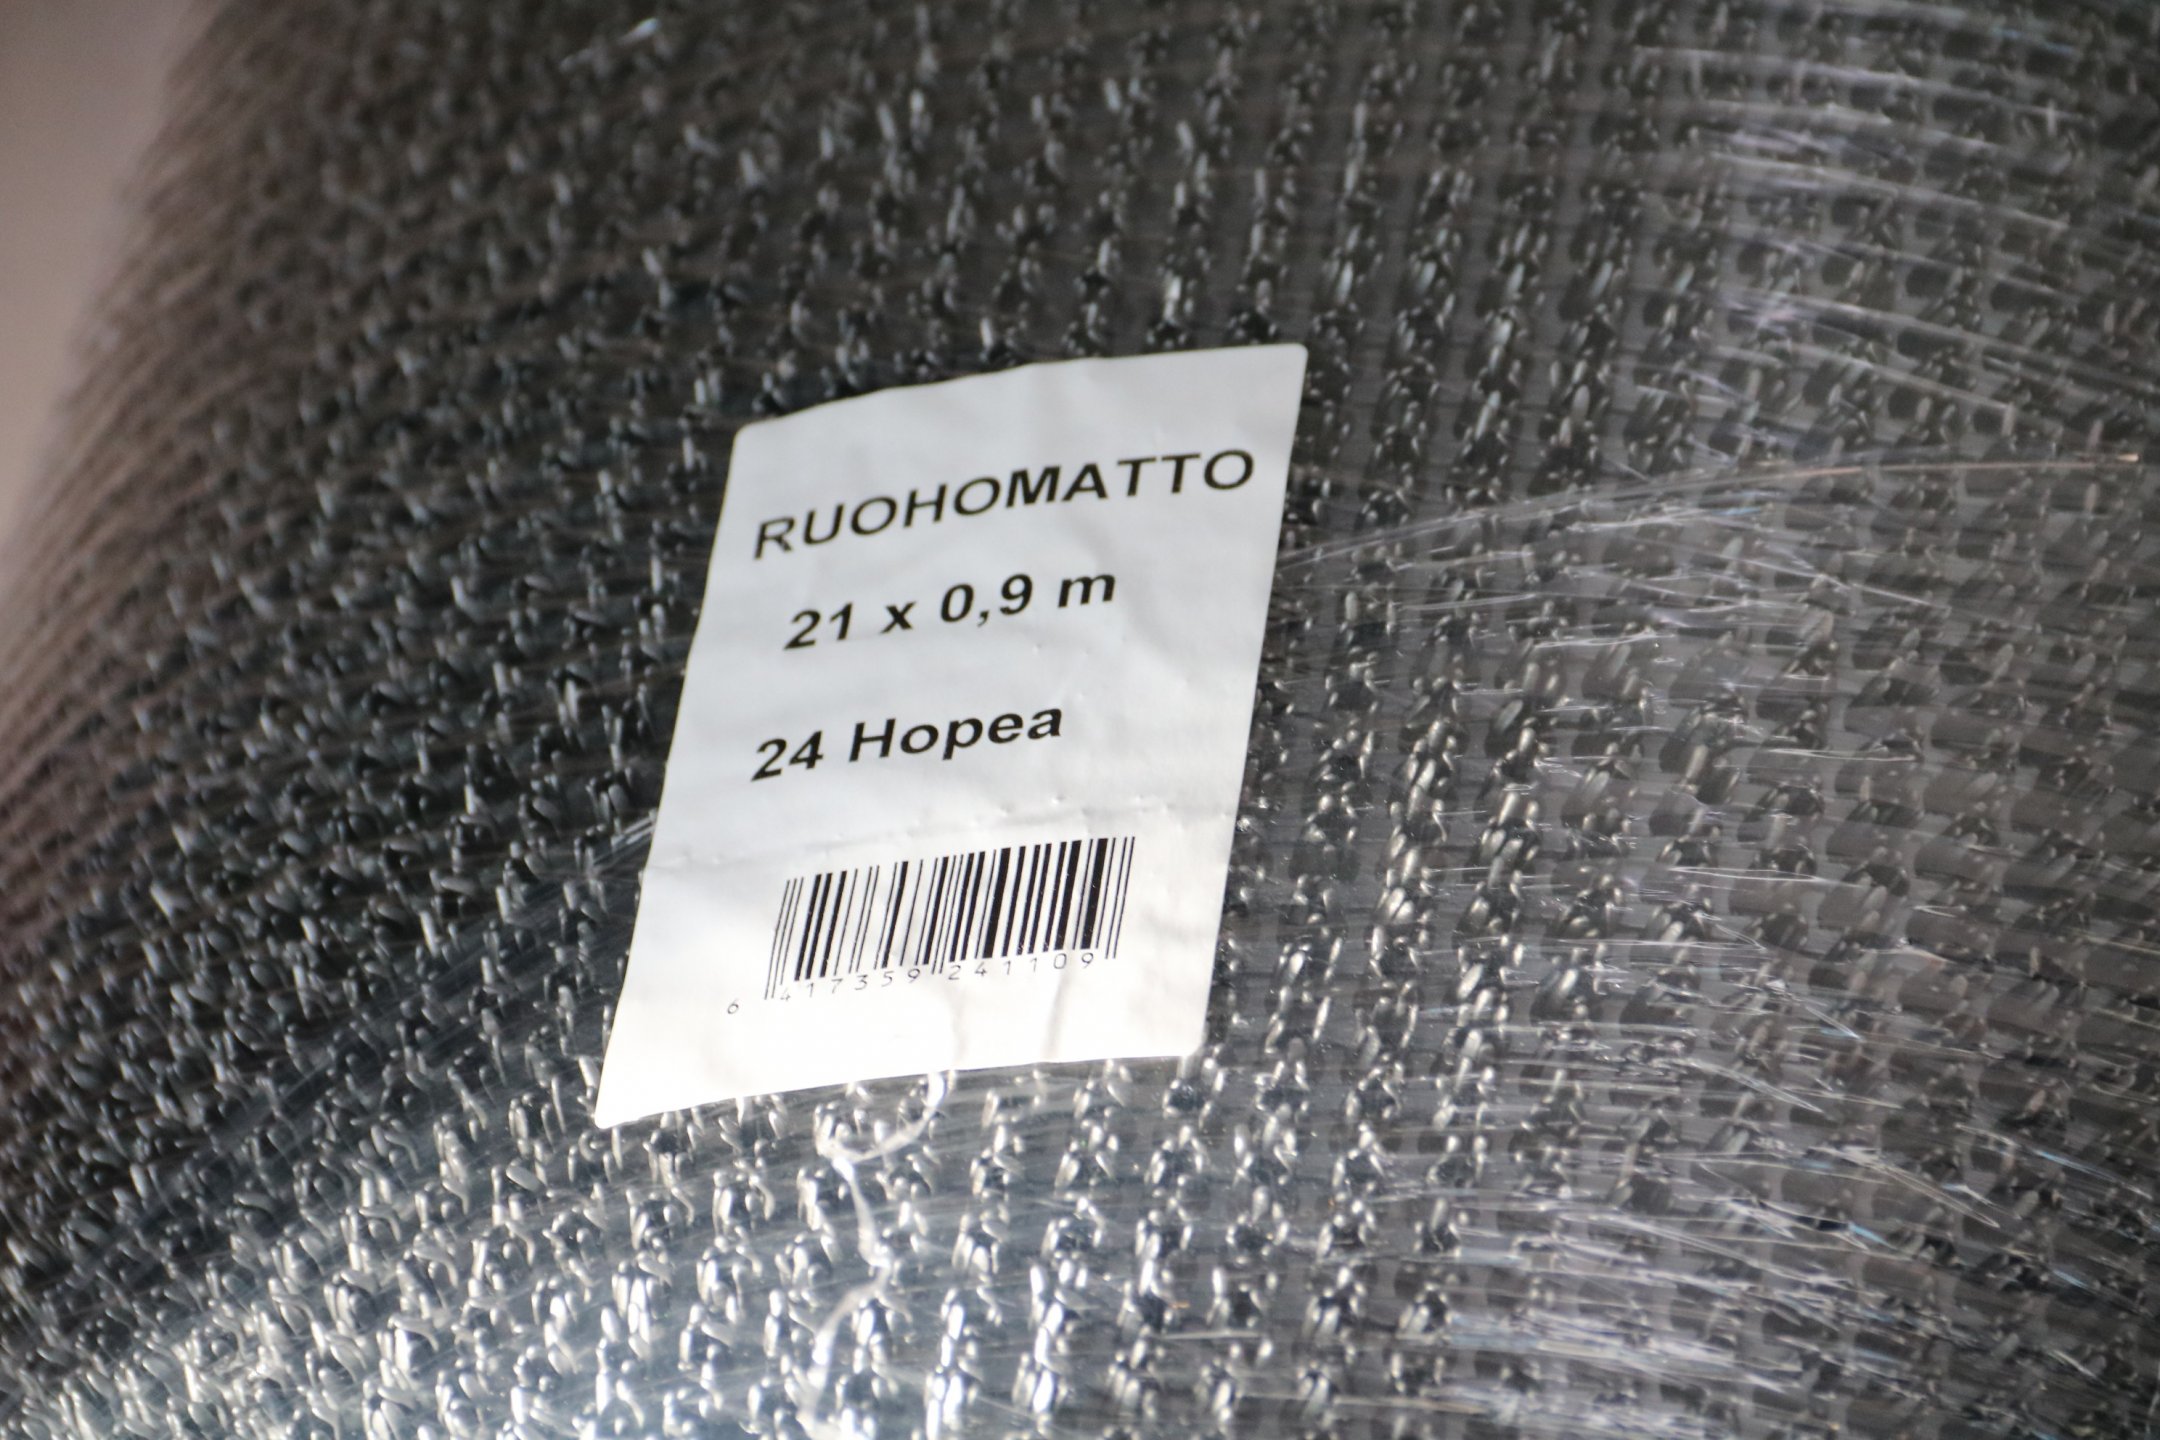 RUOHOMATTO
21 x 0,9 m
24 Hopea
6 417359 241109